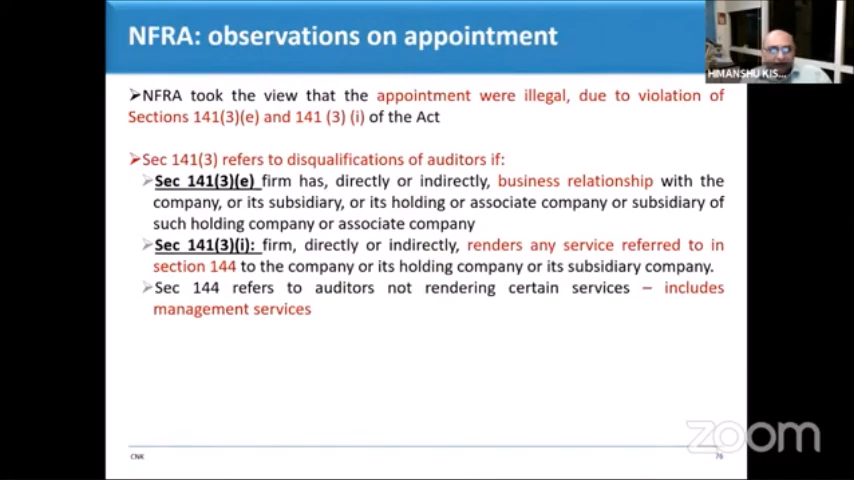 NFRA: observations on appointment
HIMANSHU KIS...
➢NFRA took the view that the appointment were illegal, due to violation of
Sections 141(3)(e) and 141 (3) (i) of the Act
➢Sec 141(3) refers to disqualifications of auditors if:
➢Sec 141(3)(e) firm has, directly or indirectly, business relationship with the
company, or its subsidiary, or its holding or associate company or subsidiary of
such holding company or associate company
➢Sec 141(3)(i): firm, directly or indirectly, renders any service referred to in
section 144 to the company or its holding company or its subsidiary company.
➢Sec 144 refers to auditors not rendering certain services – includes
management services
zoom
CNK
76